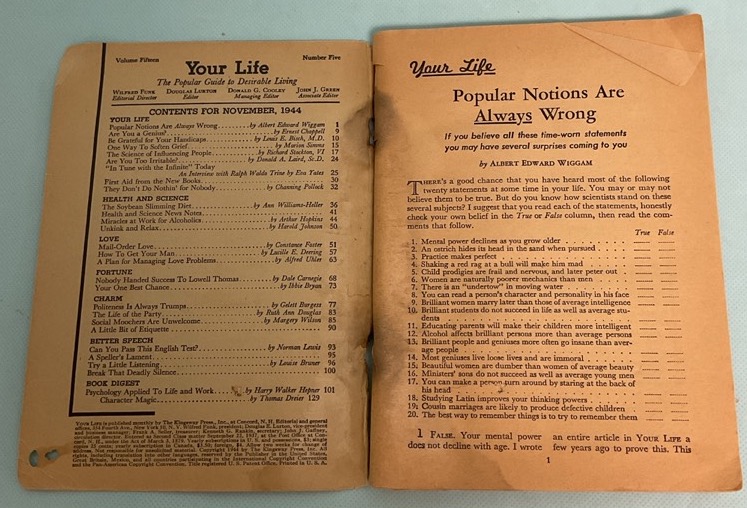 Volume Fifteen Number Five
Your Life
The Popular Guide to Desirable Living
WILFRED FUNK DOUGLAS LURTON DONALD G. COOLEY JOHN J. GREEN
Editorial Director Editor Managing Editor Associate Editor
CONTENTS FOR NOVEMBER, 1944
YOUR LIFE
Popular Notions Are Always Wrong........by Albert Edward Wiggam 1
Are You a Genius?........by Ernest Chappell 9
Be Grateful for Your Handicaps........by Louis E. Bisch, M.D. 10
One Way To Soften Grief........by Marion Simms 15
The Science of Influencing People........by Richard Stockton, VI 17
Are You Too Irritable?........by Donald A. Laird, Sc.D. 24
"In Tune with the Infinite" Today
An Interview with Ralph Waldo Trine by Eva Yates 25
First Aid from the New Books........ 30
They Don't Do Nothin' for Nobody........by Channing Pollock 32
HEALTH AND SCIENCE
The Soybean Slimming Diet........by Ann Williams-Heller 36
Health and Science News Notes........ 41
Miracles at Work for Alcoholics........by Arthur Hopkins 44
Unkink and Relax........by Harold Johnson 50
LOVE
Mail-Order Love........by Constance Foster 51
How To Get Your Man........by Lucille E. Deering 57
A Plan for Managing Love Problems........by Alfred Uhler 63
FORTUNE
Nobody Handed Success To Lowell Thomas........by Dale Carnegie 68
Your One Best Chance........by Ibbie Bryan 73
CHARM
Politeness Is Always Trumps........by Gelett Burgess 77
The Life of the Party........by Ruth Ann Douglas 83
Social Moochers Are Unwelcome........by Margery Wilson 85
A Little Bit of Etiquette........ 90
BETTER SPEECH
Can You Pass This English Test?........by Norman Lewis 93
A Speller's Lament........ 95
Try a Little Listening........by Louise Bruner 96
Break That Deadly Silence........ 100
BOOK DIGEST
Psychology Applied To Life and Work........by Harry Walker Hepner 101
Character Magic........by Thomas Dreier 129
YOUR LIFE is published monthly by The Kingsway Press, Inc., at Concord, N. H. Editorial and general
Your Life
Popular Notions Are
Always Wrong
If you believe all these time-worn statements
you may have several surprises coming to you
by ALBERT EDWARD WIGGAM
THERE'S a good chance that you have heard most of the following
twenty statements at some time in your life. You may or may not
believe them to be true. But do you know how scientists stand on these
several subjects? I suggest that you read each of the statements, honestly
check your own belief in the True or False column, then read the com-
ments that follow.
True False
1. Mental power declines as you grow older
2. An ostrich hides its head in the sand when pursued
3. Practice makes perfect
4. Shaking a red rag at a bull will make him mad
5. Child prodigies are frail and nervous, and later peter out
6. Women are naturally poorer mechanics than men
7. There is an "undertow" in moving water
8. You can read a person's character and personality in his face
9. Brilliant women marry later than those of average intelligence
10. Brilliant students do not succeed in life as well as average stu-
dents
11. Educating parents will make their children more intelligent
12. Alcohol affects brilliant persons more than average persons
13. Brilliant people and geniuses more often go insane than aver-
age people
14. Most geniuses live loose lives and are immoral
15. Beautiful women are dumber than women of average beauty
16. Ministers' sons do not succeed as well as average young men
17. You can make a person turn around by staring at the back of
his head
18. Studying Latin improves your thinking powers
19. Cousin marriages are likely to produce defective children
20. The best way to remember things is to try to remember them
1 FALSE. Your mental power
does not decline with age. I wrote
an entire article in YOUR LIFE a
few years ago to prove this. This
1